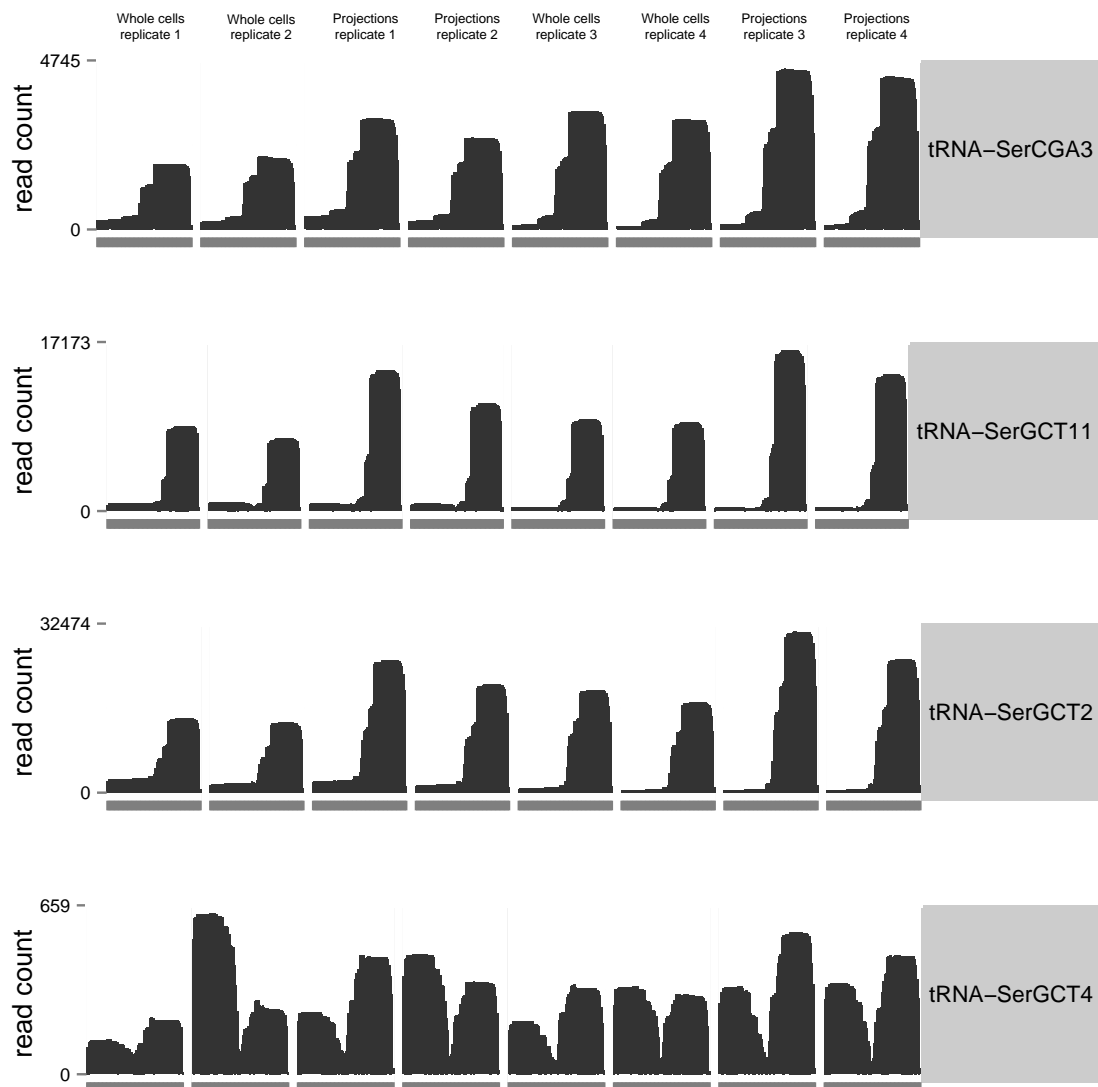 Whole cells replicate 1
Whole cells replicate 2
Projections replicate 1
Projections replicate 2
Whole cells replicate 3
Whole cells replicate 4
Projections replicate 3
Projections replicate 4
4745
read count
0
tRNA−SerCGA3
17173
read count
0
tRNA−SerGCT11
32474
read count
0
tRNA−SerGCT2
659
read count
0
tRNA−SerGCT4